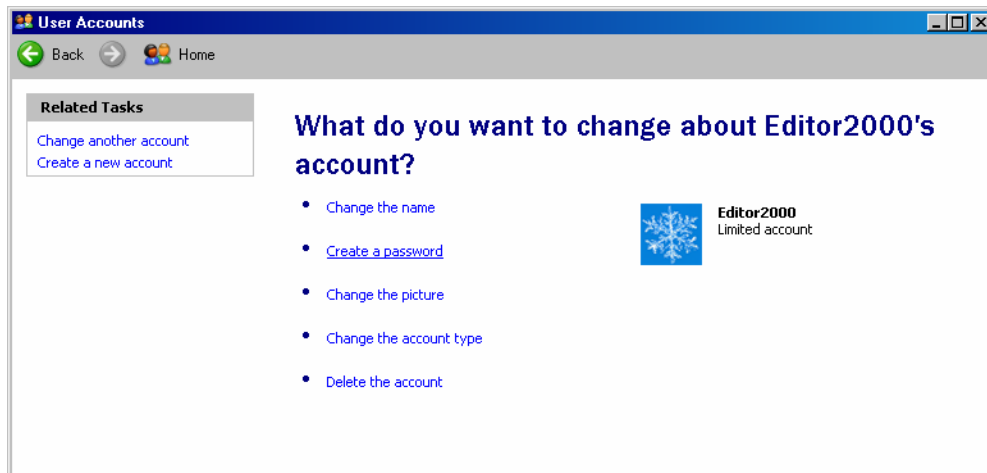 User Accounts
Back Home
Related Tasks
Change another account
Create a new account
What do you want to change about Editor2000's
account?
Change the name
Create a password
Change the picture
Change the account type
Delete the account
Editor2000
Limited account